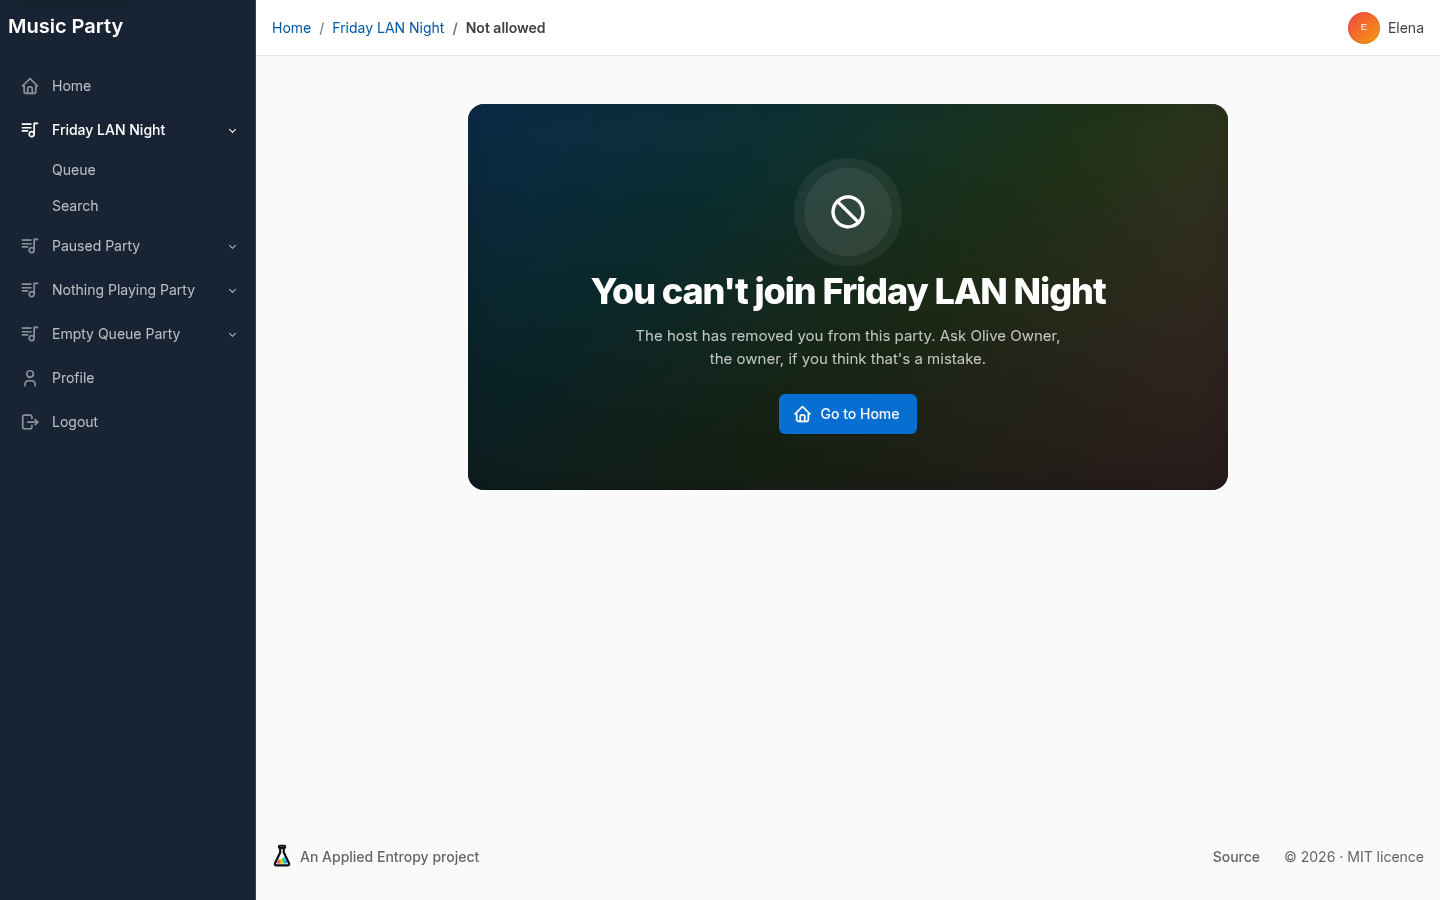 Music Party
Home
Friday LAN Night
Queue
Search
Paused Party
Nothing Playing Party
Empty Queue Party
Profile
Logout
Home / Friday LAN Night / Not allowed
E Elena
You can't join Friday LAN Night
The host has removed you from this party. Ask Olive Owner,
the owner, if you think that's a mistake.
Go to Home
An Applied Entropy project
Source © 2026 · MIT licence